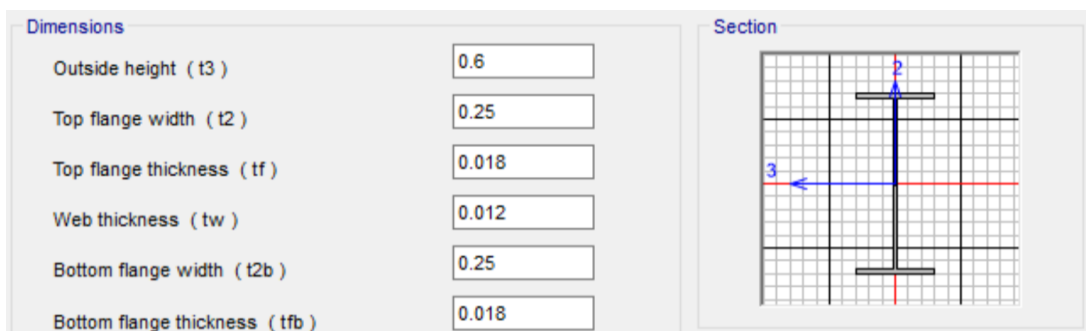 Dimensions
Outside height ( t3 ) 0.6
Top flange width ( t2 ) 0.25
Top flange thickness ( tf ) 0.018
Web thickness ( tw ) 0.012
Bottom flange width ( t2b ) 0.25
Bottom flange thickness ( tfb ) 0.018
Section
2
3